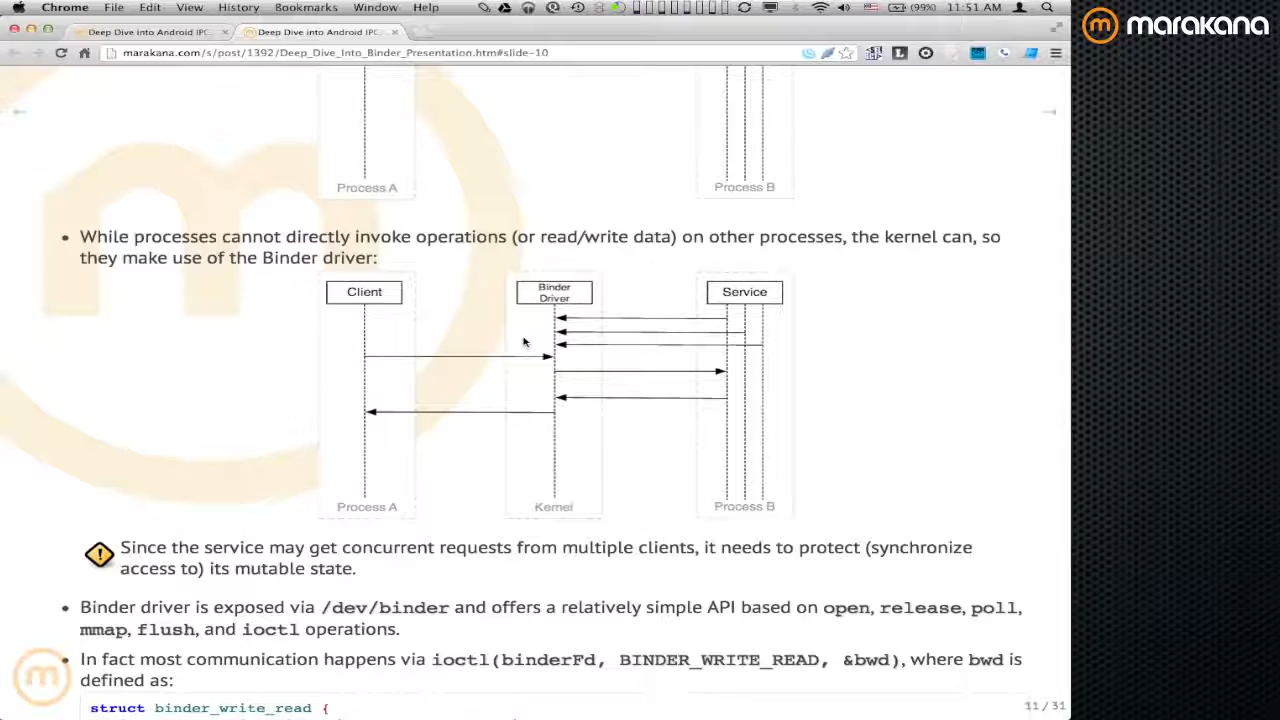 Chrome File Edit View History Bookmarks Window Help (99%) 11:51 AM
marakana
Deep Dive into Android IPC
Deep Dive into Android IPC
marakana.com/s/post/1392/Deep_Dive_Into_Binder_Presentation.htm#slide-10
Process A
Process B
While processes cannot directly invoke operations (or read/write data) on other processes, the kernel can, so
they make use of the Binder driver:
Client
Binder
Driver
Service
Process A
Kernel
Process B
Since the service may get concurrent requests from multiple clients, it needs to protect (synchronize
access to) its mutable state.
Binder driver is exposed via /dev/binder and offers a relatively simple API based on open, release, poll,
mmap, flush, and ioctl operations.
In fact most communication happens via ioctl(binderFd, BINDER_WRITE_READ, &bwd), where bwd is
defined as:
11 / 31
struct binder_write_read {